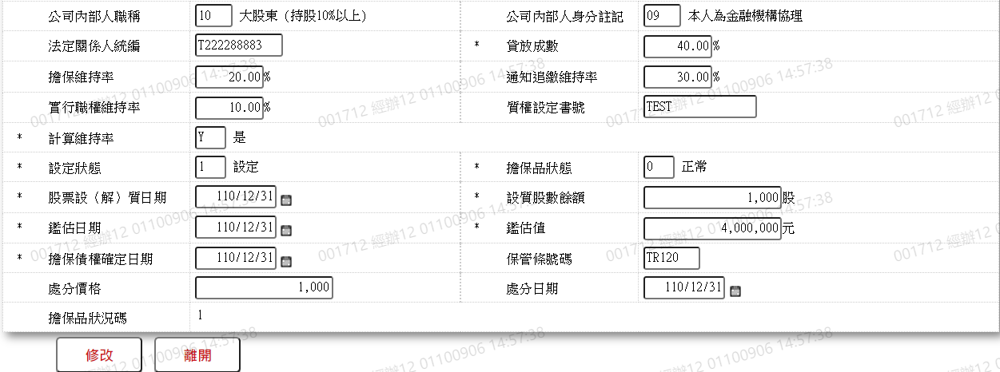 公司內部人職稱 10 大股東（持股10%以上） 公司內部人身分註記 09 本人為金融機構協理
法定關係人統編 T222288883 * 貸放成數 40.00%
擔保維持率 20.00% 通知追繳維持率 30.00%
實行職權維持率 10.00% 質權設定書號 TEST
* 計算維持率 Y 是
* 設定狀態 1 設定 * 擔保品狀態 0 正常
* 股票設（解）質日期 110/12/31 * 設質股數餘額 1,000股
* 鑑估日期 110/12/31 * 鑑估值 4,000,000元
* 擔保債權確定日期 110/12/31 保管條號碼 TR120
處分價格 1,000 處分日期 110/12/31
擔保品狀況碼 1
修改 離開
001712 經辦12 01100906 14:57:38